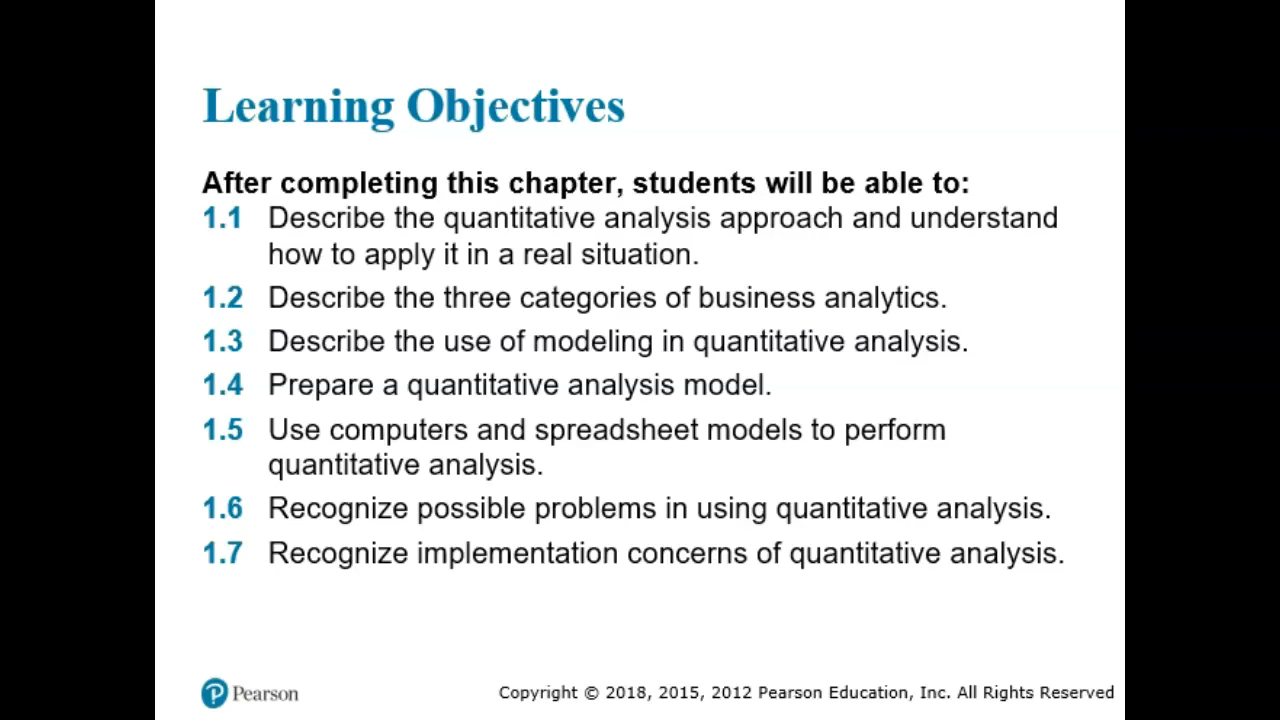 Learning Objectives
After completing this chapter, students will be able to:
1.1 Describe the quantitative analysis approach and understand
how to apply it in a real situation.
1.2 Describe the three categories of business analytics.
1.3 Describe the use of modeling in quantitative analysis.
1.4 Prepare a quantitative analysis model.
1.5 Use computers and spreadsheet models to perform
quantitative analysis.
1.6 Recognize possible problems in using quantitative analysis.
1.7 Recognize implementation concerns of quantitative analysis.
P Pearson
Copyright © 2018, 2015, 2012 Pearson Education, Inc. All Rights Reserved